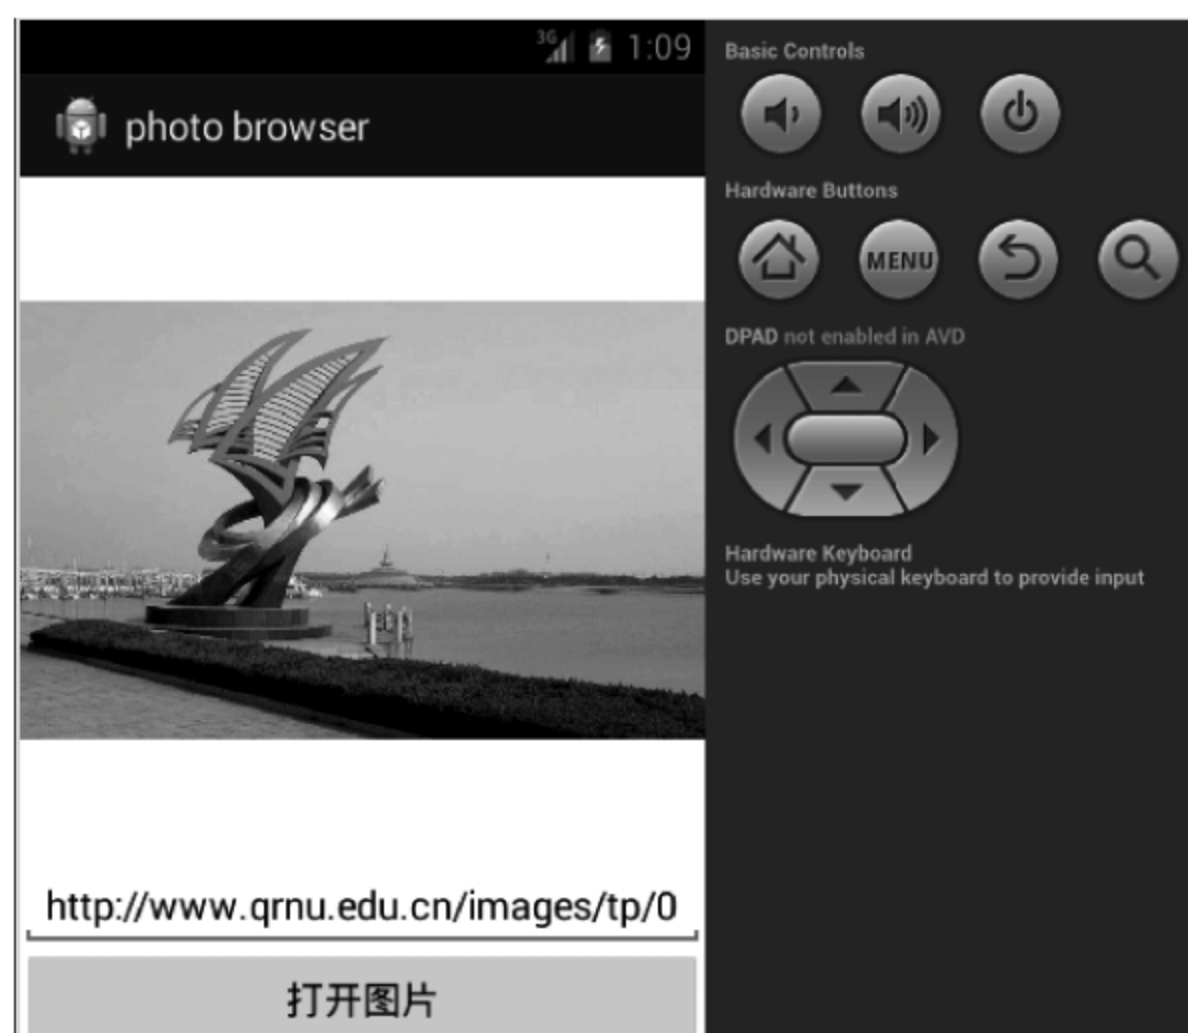 3G 1:09
photo browser
http://www.qrnu.edu.cn/images/tp/0
打开图片
Basic Controls
Hardware Buttons
MENU
DPAD not enabled in AVD
Hardware Keyboard
Use your physical keyboard to provide input